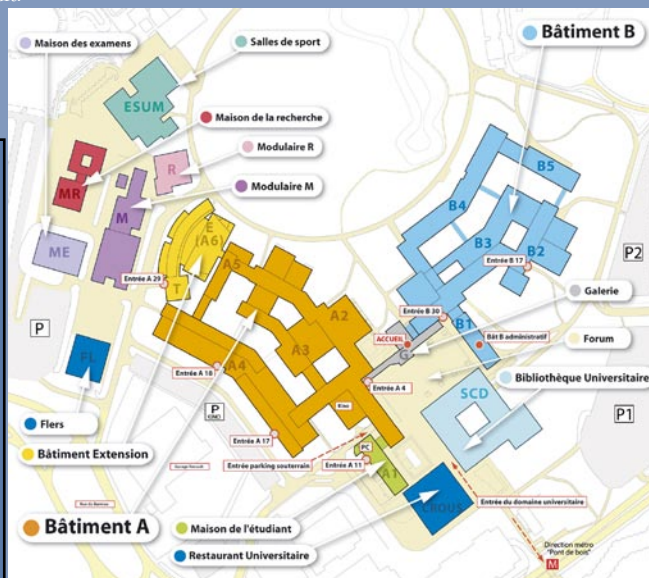 Maison des examens
Salles de sport
Bâtiment B
ESUM
Maison de la recherche
Modulaire R
Modulaire M
MR
R
M
ME
E
(A6)
T
Entrée A 29
A5
B5
B4
B3
B2
Entrée B 17
P2
Galerie
Entrée B 30
B1
Bât B administratif
ACCUEIL
G
Forum
P
A2
A3
A4
Entrée A 18
Entrée A 4
Bibliothèque Universitaire
SCD
FL
P
Kino
P1
Flers
Bâtiment Extension
Entrée A 17
Entrée parking souterrain
PC
Entrée A 11
A1
CROUS
Entrée du domaine universitaire
Bâtiment A
Maison de l'étudiant
Restaurant Universitaire
Direction métro
"Pont de bois"
M